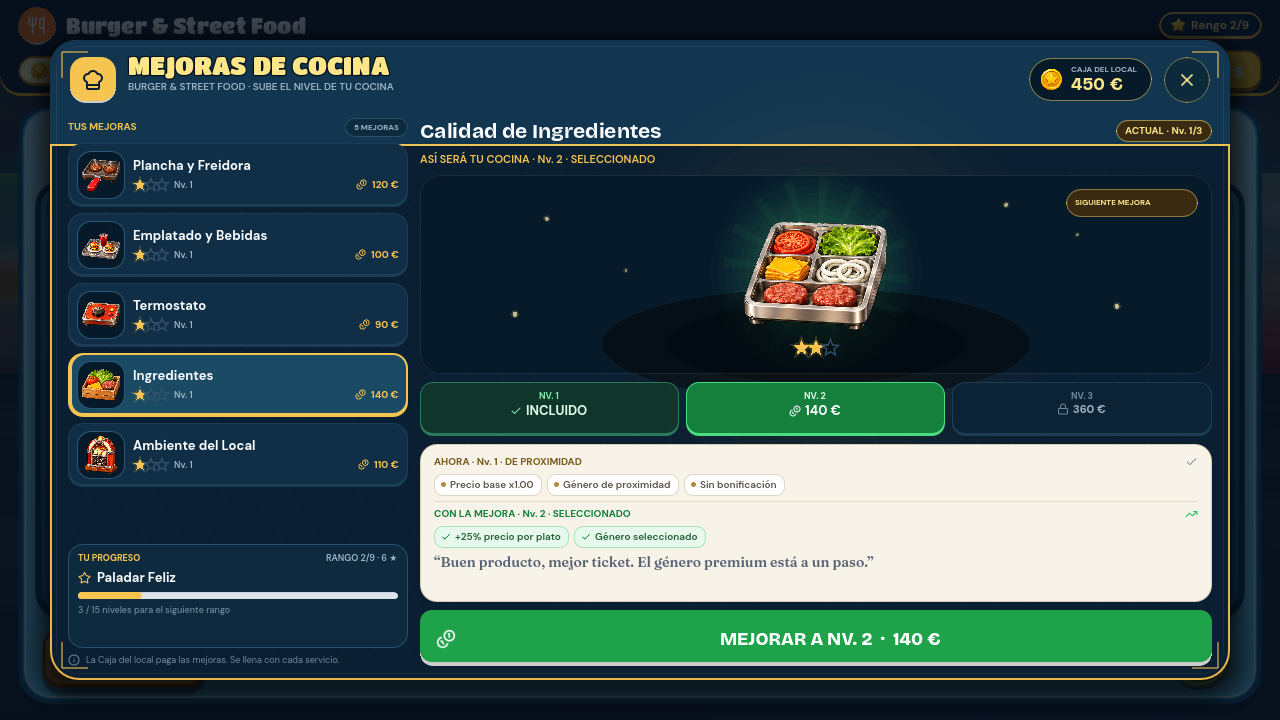 Burger & Street Food
Rango 2/9
MEJORAS DE COCINA
BURGER & STREET FOOD · SUBE EL NIVEL DE TU COCINA
CAJA DEL LOCAL
450 €
TUS MEJORAS
5 MEJORAS
Plancha y Freidora
Nv. 1
120 €
Emplatado y Bebidas
Nv. 1
100 €
Termostato
Nv. 1
90 €
Ingredientes
Nv. 1
140 €
Ambiente del Local
Nv. 1
110 €
TU PROGRESO
RANGO 2/9 · 6 ★
Paladar Feliz
3 / 15 niveles para el siguiente rango
La Caja del local paga las mejoras. Se llena con cada servicio.
Calidad de Ingredientes
ACTUAL · Nv. 1/3
ASÍ SERÁ TU COCINA · Nv. 2 · SELECCIONADO
SIGUIENTE MEJORA
NV. 1
INCLUIDO
NV. 2
140 €
NV. 3
360 €
AHORA · Nv. 1 · DE PROXIMIDAD
Precio base x1.00
Género de proximidad
Sin bonificación
CON LA MEJORA · Nv. 2 · SELECCIONADO
+25% precio por plato
Género seleccionado
“Buen producto, mejor ticket. El género premium está a un paso.”
MEJORAR A NV. 2 · 140 €